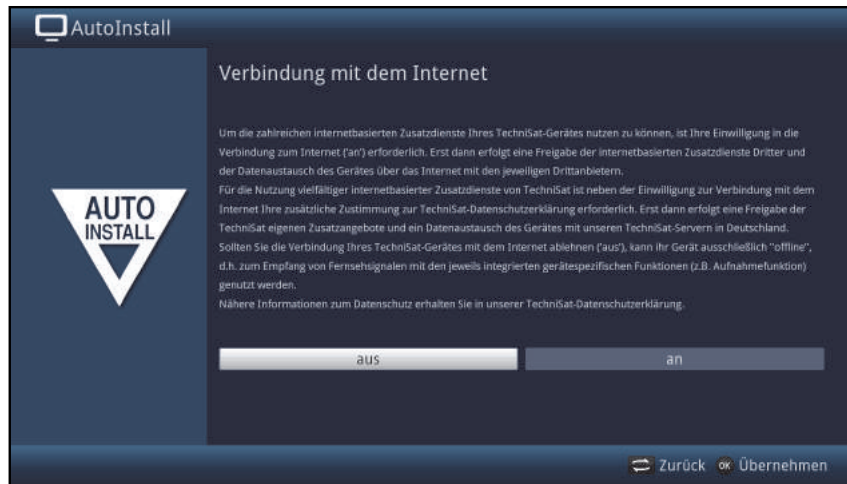 AutoInstall
Verbindung mit dem Internet
Um die zahlreichen internetbasierten Zusatzdienste Ihres TechniSat-Gerätes nutzen zu können, ist Ihre Einwilligung in die
Verbindung zum Internet ('an') erforderlich. Erst dann erfolgt eine Freigabe der internetbasierten Zusatzdienste Dritter und
der Datenaustausch des Gerätes über das Internet mit den jeweiligen Drittanbietern.
Für die Nutzung vielfältiger internetbasierter Zusatzdienste von TechniSat ist neben der Einwilligung zur Verbindung mit dem
Internet Ihre zusätzliche Zustimmung zur TechniSat-Datenschutzerklärung erforderlich. Erst dann erfolgt eine Freigabe der
TechniSat eigenen Zusatzangebote und ein Datenaustausch des Gerätes mit unseren TechniSat-Servern in Deutschland.
Sollten Sie die Verbindung Ihres TechniSat-Gerätes mit dem Internet ablehnen ('aus'), kann ihr Gerät ausschließlich "offline",
d.h. zum Empfang von Fernsehsignalen mit den jeweils integrierten gerätespezifischen Funktionen (z.B. Aufnahmefunktion)
genutzt werden.
Nähere Informationen zum Datenschutz erhalten Sie in unserer TechniSat-Datenschutzerklärung.
AUTO
INSTALL
aus an
Zurück OK Übernehmen